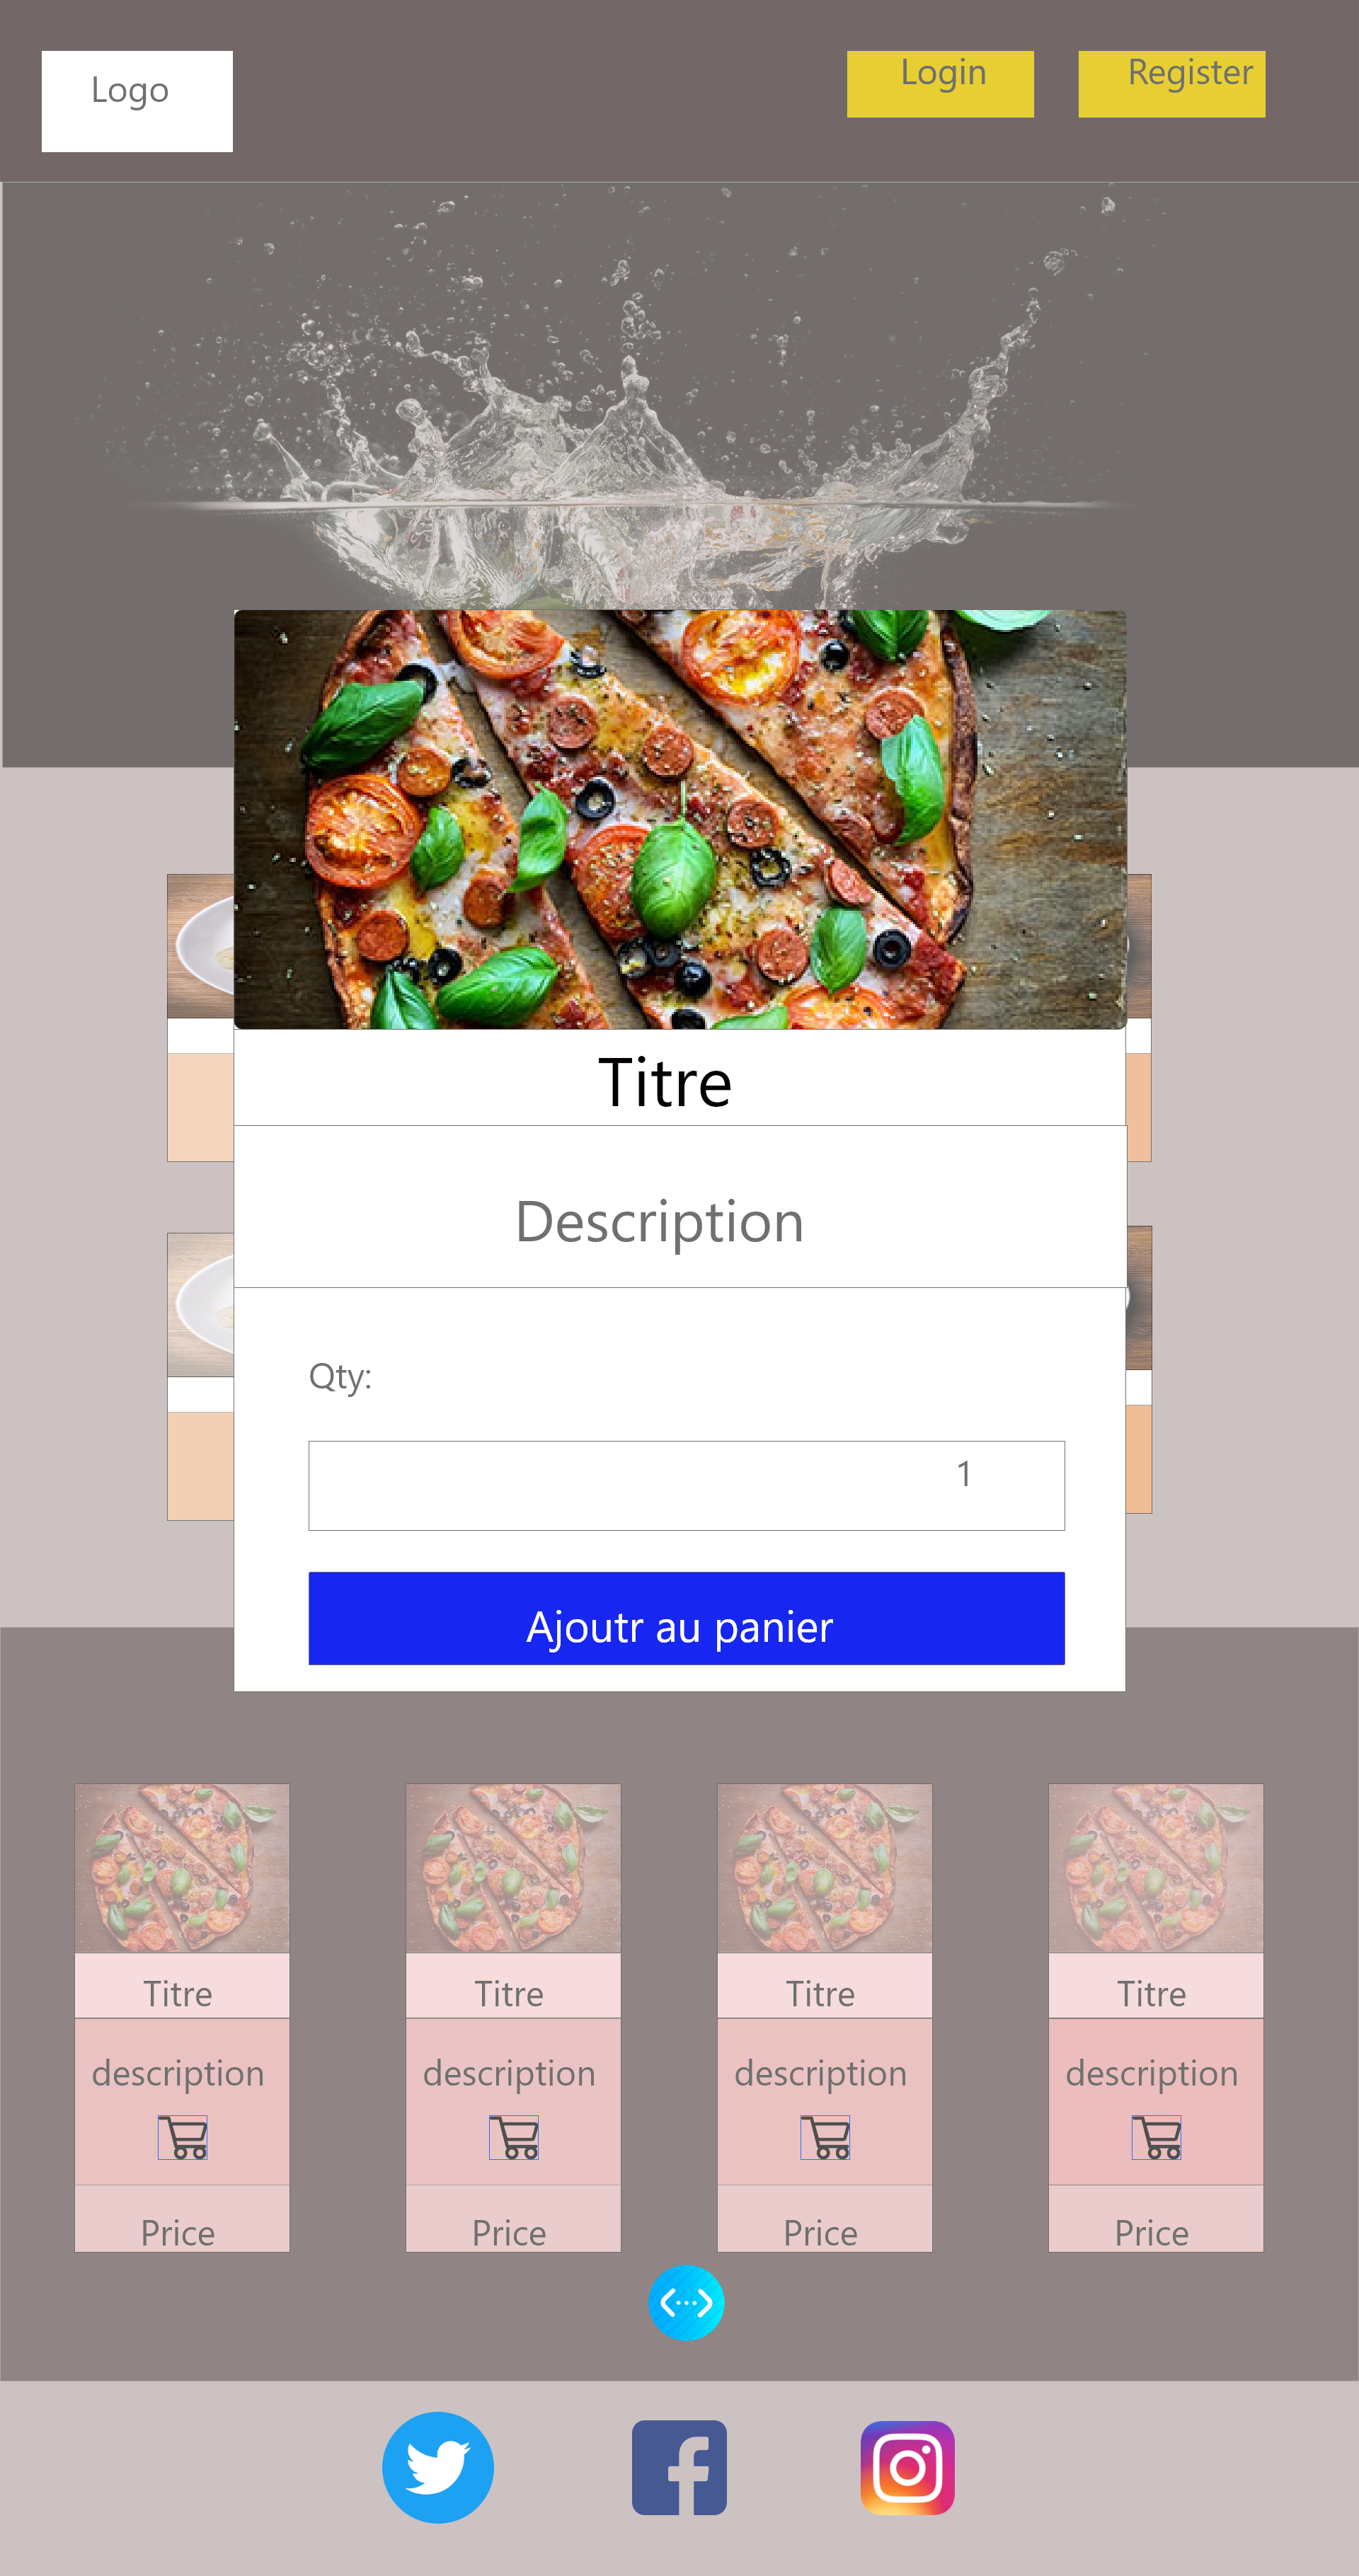 Logo
Login
Register
Titre
Description
Qty:
1
Ajoutr au panier
Titre
Titre
Titre
Titre
description
description
description
description
Price
Price
Price
Price